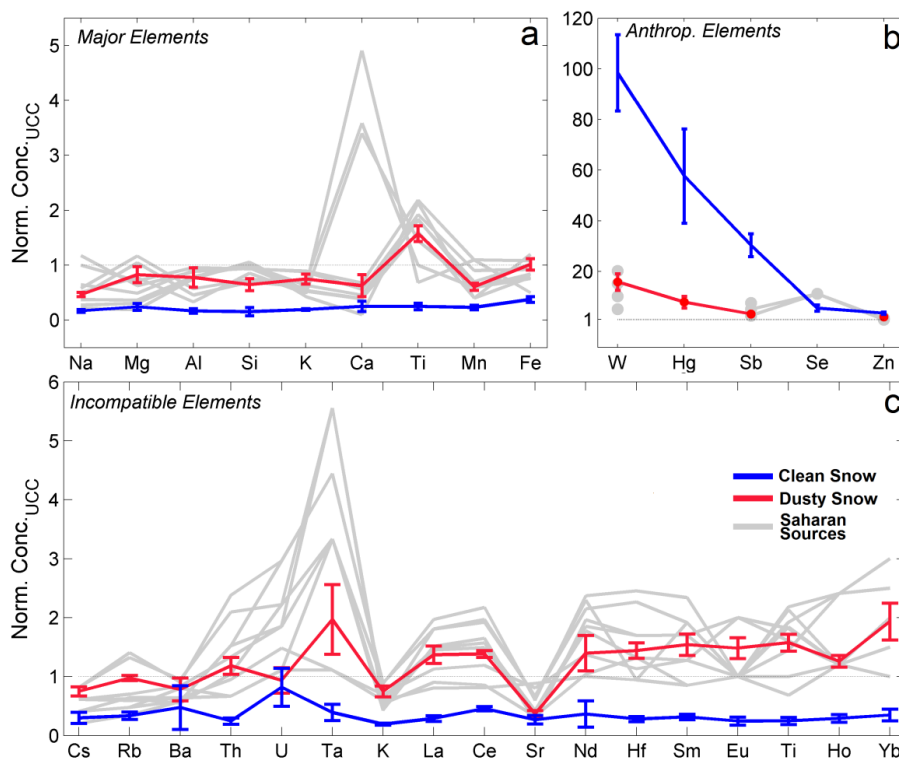 Major Elements
a
Norm. Conc.UCC
5
4
3
2
1
0
Na Mg Al Si K Ca Ti Mn Fe
Anthrop. Elements
b
120
100
80
60
40
20
1
W Hg Sb Se Zn
Incompatible Elements
c
Norm. Conc.UCC
6
5
4
3
2
1
0
Clean Snow
Dusty Snow
Saharan
Sources
Cs Rb Ba Th U Ta K La Ce Sr Nd Hf Sm Eu Ti Ho Yb